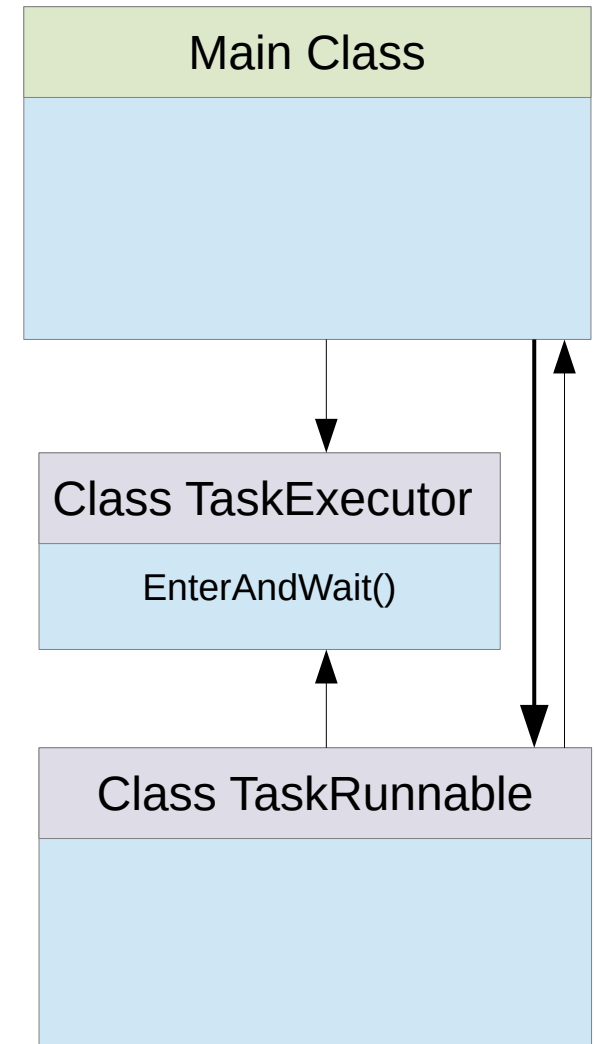 Main Class
Class TaskExecutor
EnterAndWait()
Class TaskRunnable